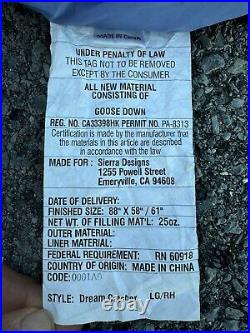 MADE IN CHINA
UNDER PENALTY OF LAW
THIS TAG NOT TO BE REMOVED
EXCEPT BY THE CONSUMER
ALL NEW MATERIAL
CONSISTING OF
GOOSE DOWN
REG. NO. CA33398HK PERMIT NO. PA-8313
Certification is made by the manufacturer that
the materials in this article are described
in accordance with law.
MADE FOR: Sierra Designs
1255 Powell Street
Emeryville, CA 94608
DATE OF DELIVERY:
FINISHED SIZE: 88" X 58" / 61"
NET WT. OF FILLING MAT'L: 25oz.
OUTER MATERIAL:
LINER MATERIAL:
FEDERAL REQUIREMENT: RN 60918
COUNTRY OF ORIGIN: MADE IN CHINA
CODE:0001A0
STYLE: Dream Catcher LG/RH